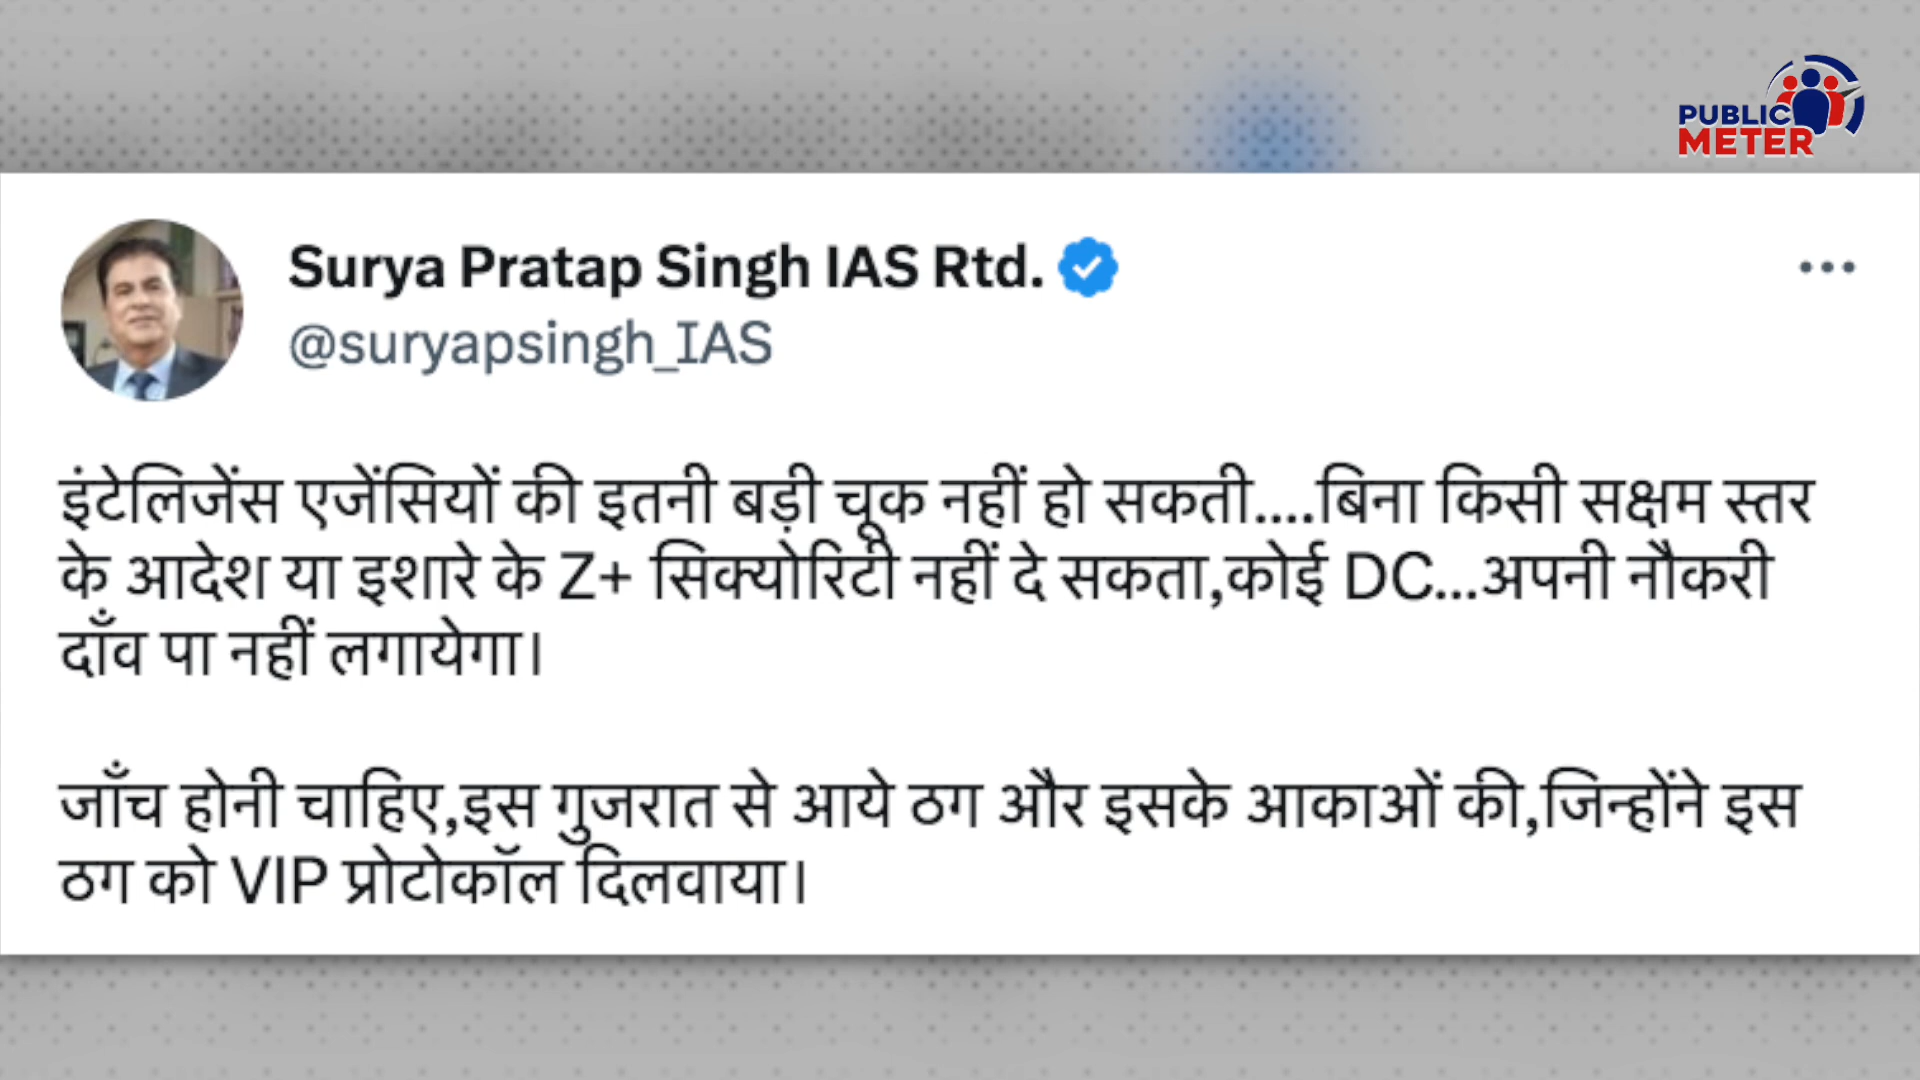 PUBLIC
METER
Surya Pratap Singh IAS Rtd.
@suryapsingh_IAS
इंटेलिजेंस एजेंसियों की इतनी बड़ी चूक नहीं हो सकती....बिना किसी सक्षम स्तर
के आदेश या इशारे के Z+ सिक्योरिटी नहीं दे सकता,कोई DC...अपनी नौकरी
दाँव पा नहीं लगायेगा।
जाँच होनी चाहिए,इस गुजरात से आये ठग और इसके आकाओं की,जिन्होंने इस
ठग को VIP प्रोटोकॉल दिलवाया।